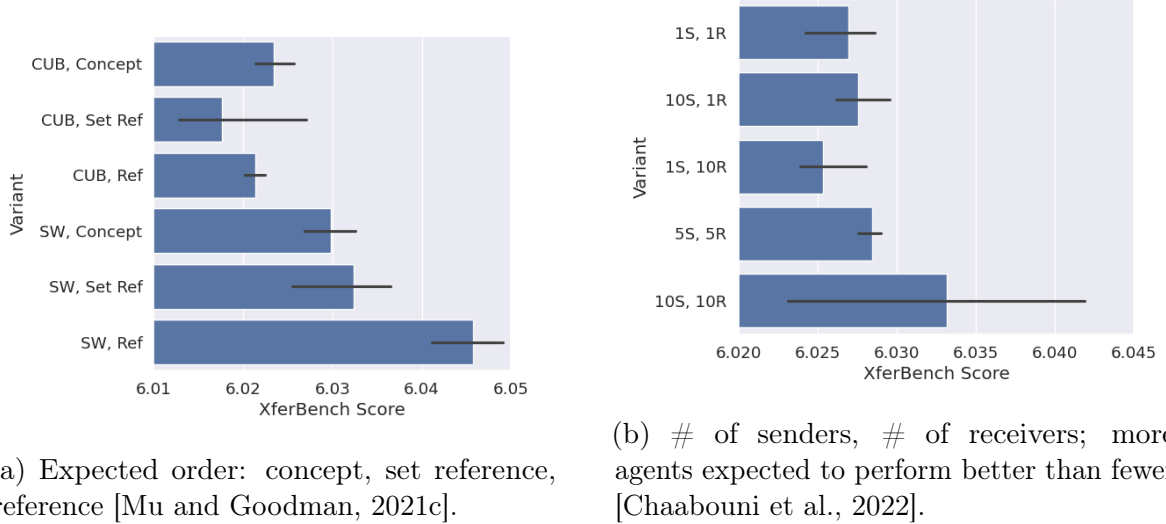 CUB, Concept
CUB, Set Ref
CUB, Ref
SW, Concept
SW, Set Ref
SW, Ref
Variant
6.01 6.02 6.03 6.04 6.05
XferBench Score
a) Expected order: concept, set reference,
reference [Mu and Goodman, 2021c].
1S, 1R
10S, 1R
1S, 10R
5S, 5R
10S, 10R
Variant
6.020 6.025 6.030 6.035 6.040 6.045
XferBench Score
(b) # of senders, # of receivers; more
agents expected to perform better than fewer
[Chaabouni et al., 2022].